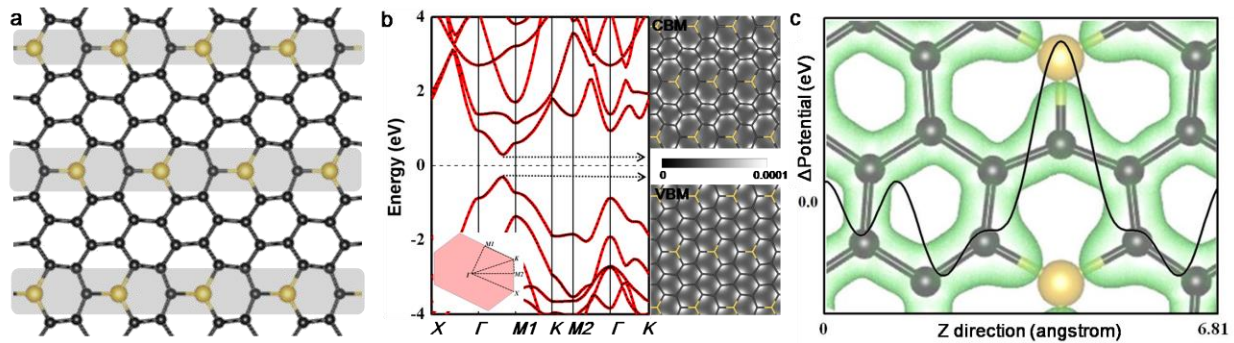 a
b
c
4
2
0
-2
-4
Energy (eV)
X Γ M1 K M2 Γ K
M1
K
M2
X
Γ
CBM
0 0.0001
VBM
ΔPotential (eV)
0.0
0 6.81
Z direction (angstrom)